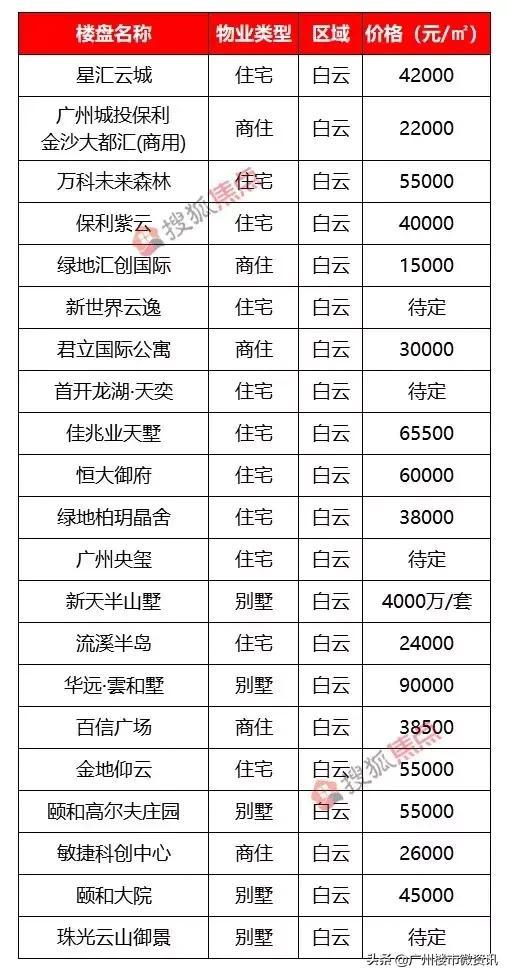 楼盘名称 物业类型 区域 价格（元/㎡）
星汇云城 住宅 白云 42000
广州城投保利
金沙大都汇(商用) 商住 白云 22000
万科未来森林 住宅 白云 55000
保利紫云 住宅 白云 40000
绿地汇创国际 商住 白云 15000
新世界云逸 住宅 白云 待定
君立国际公寓 商住 白云 30000
首开龙湖·天奕 住宅 白云 待定
佳兆业天墅 住宅 白云 65500
恒大御府 住宅 白云 60000
绿地柏玥晶舍 住宅 白云 38000
广州央玺 住宅 白云 待定
新天半山墅 别墅 白云 4000万/套
流溪半岛 住宅 白云 24000
华远·雲和墅 别墅 白云 90000
百信广场 商住 白云 38500
金地仰云 住宅 白云 55000
颐和高尔夫庄园 别墅 白云 55000
敏捷科创中心 商住 白云 26000
颐和大院 别墅 白云 45000
珠光云山御景 别墅 白云 待定
搜狐焦点
搜狐焦点
头条@广州楼市微资讯